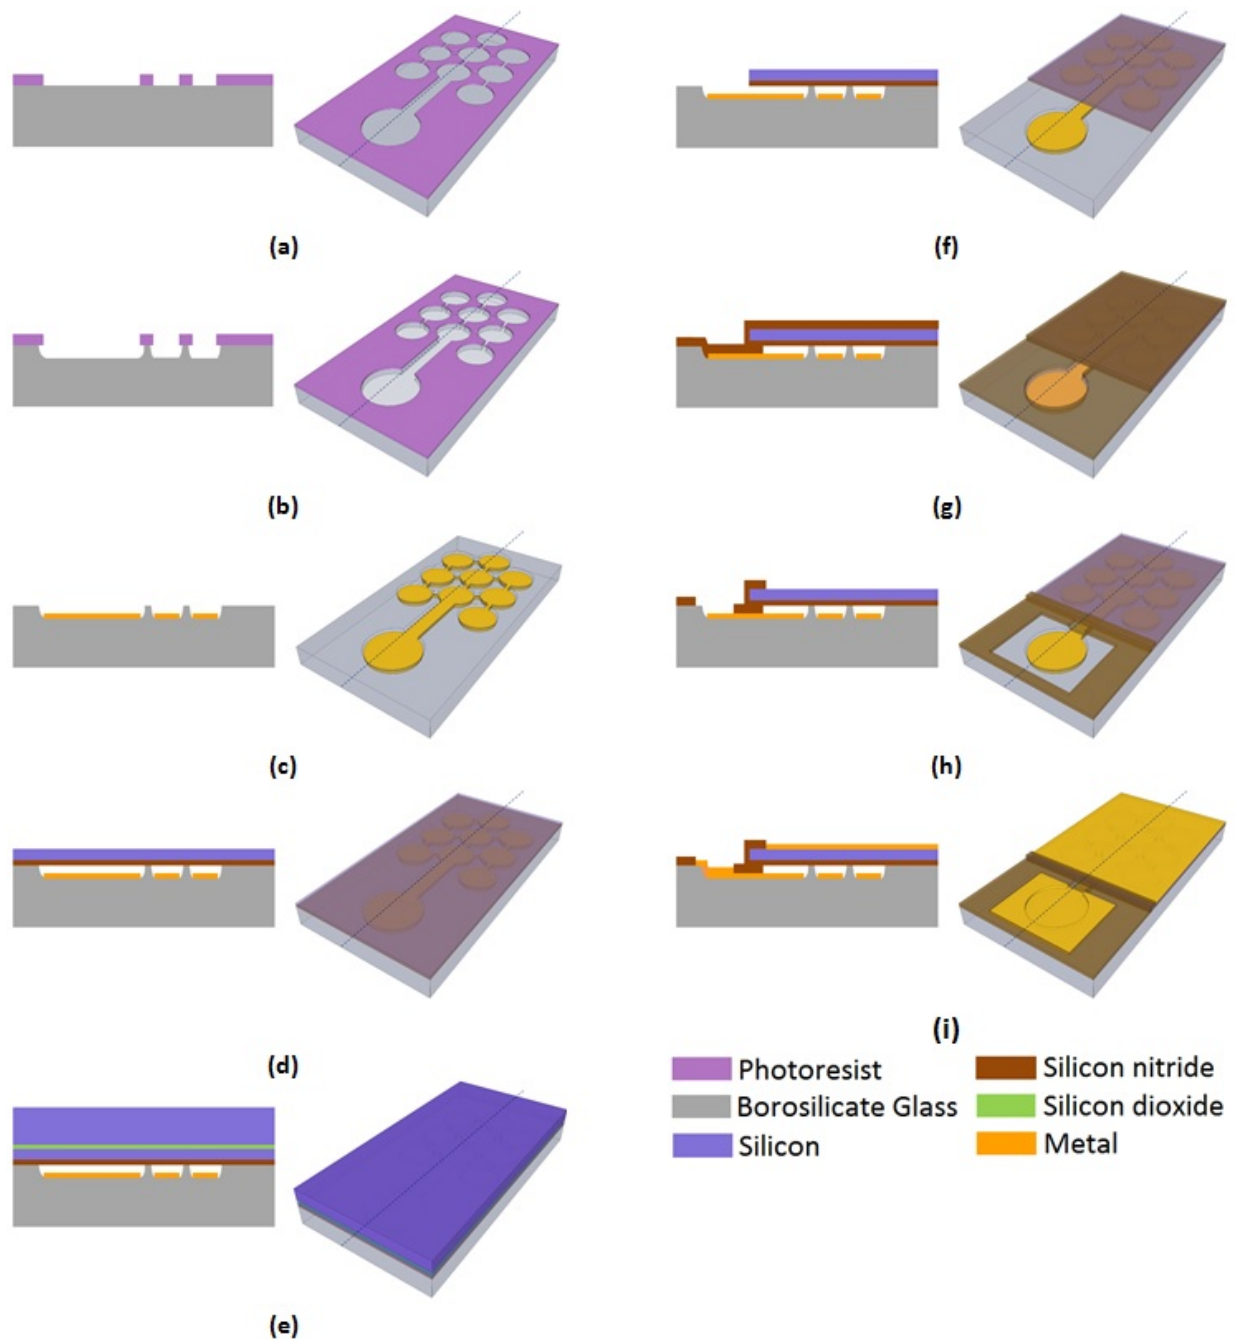 (a)
(b)
(c)
(d)
(e)
(f)
(g)
(h)
(i)
Photoresist
Borosilicate Glass
Silicon
Silicon nitride
Silicon dioxide
Metal